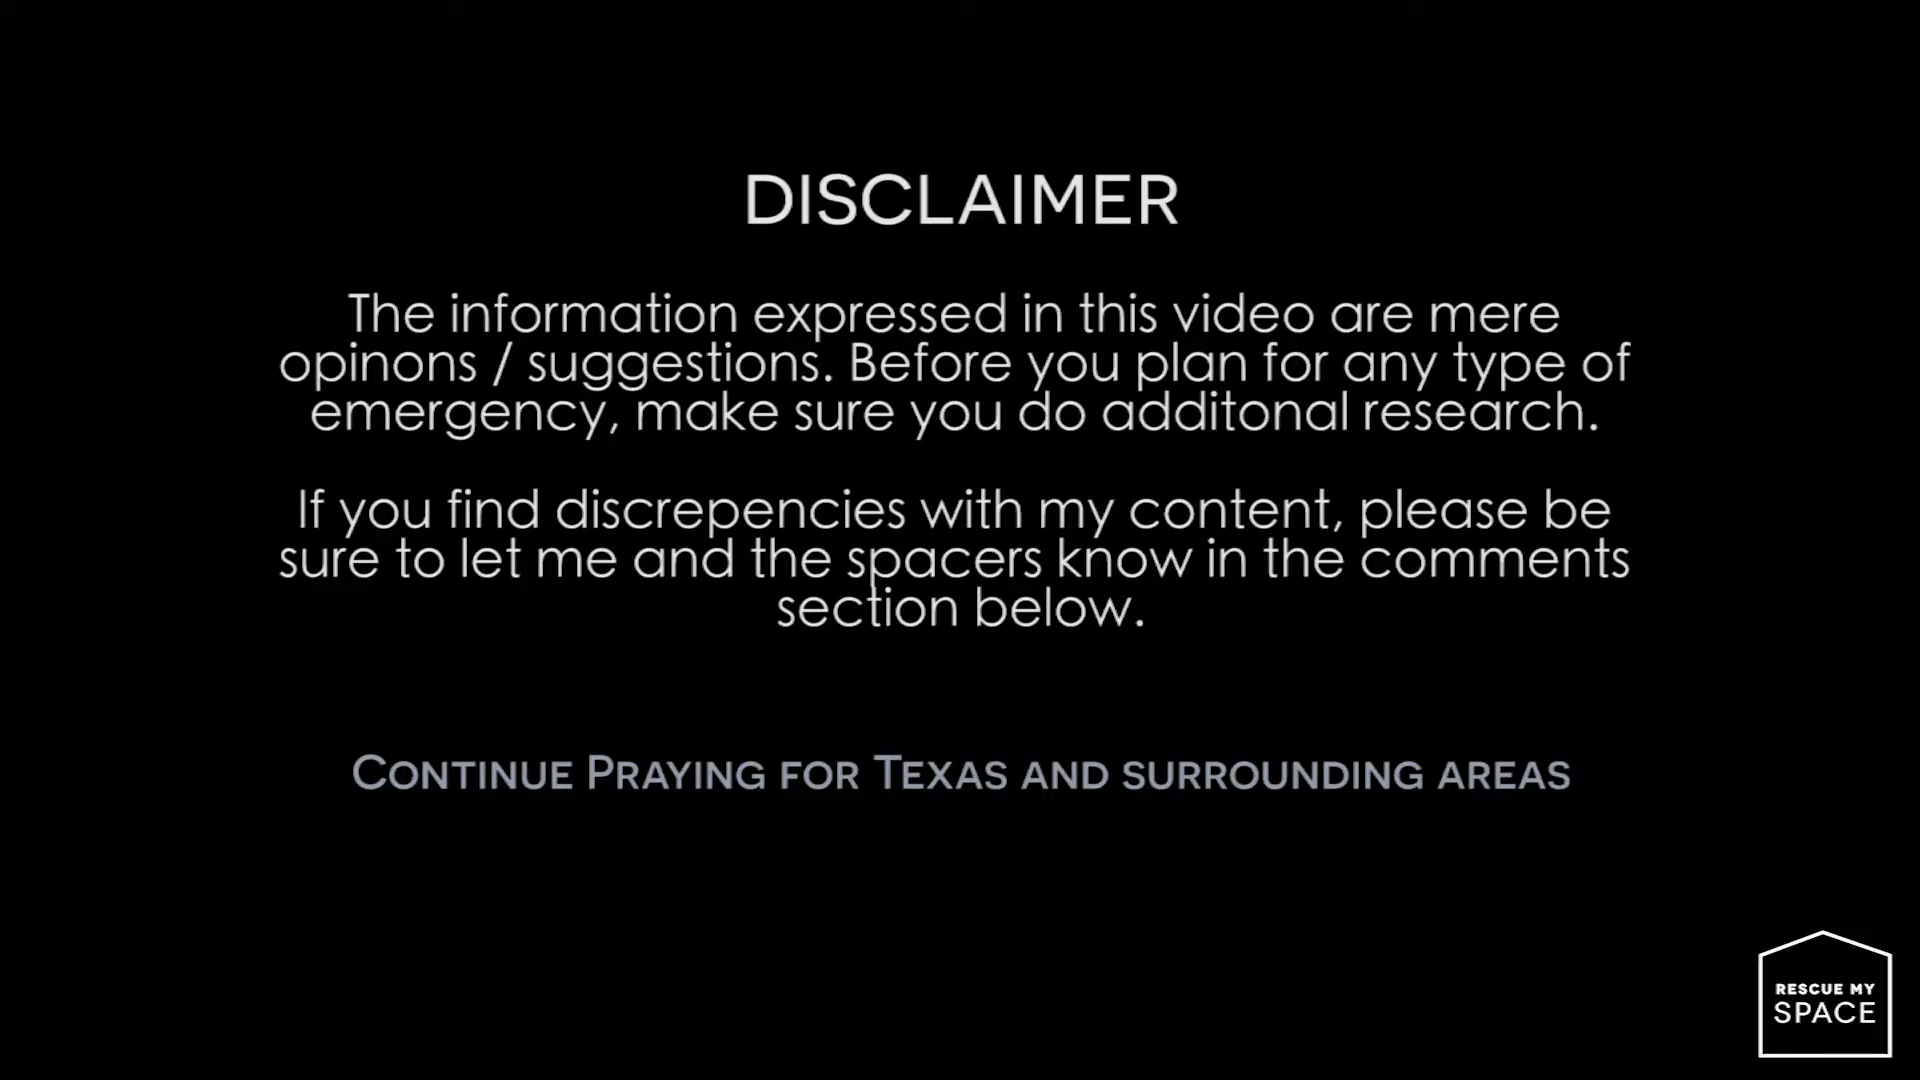 DISCLAIMER
The information expressed in this video are mere
opinons / suggestions. Before you plan for any type of
emergency, make sure you do additonal research.
If you find discrepencies with my content, please be
sure to let me and the spacers know in the comments
section below.
Continue Praying for Texas and surrounding areas
RESCUE MY
SPACE